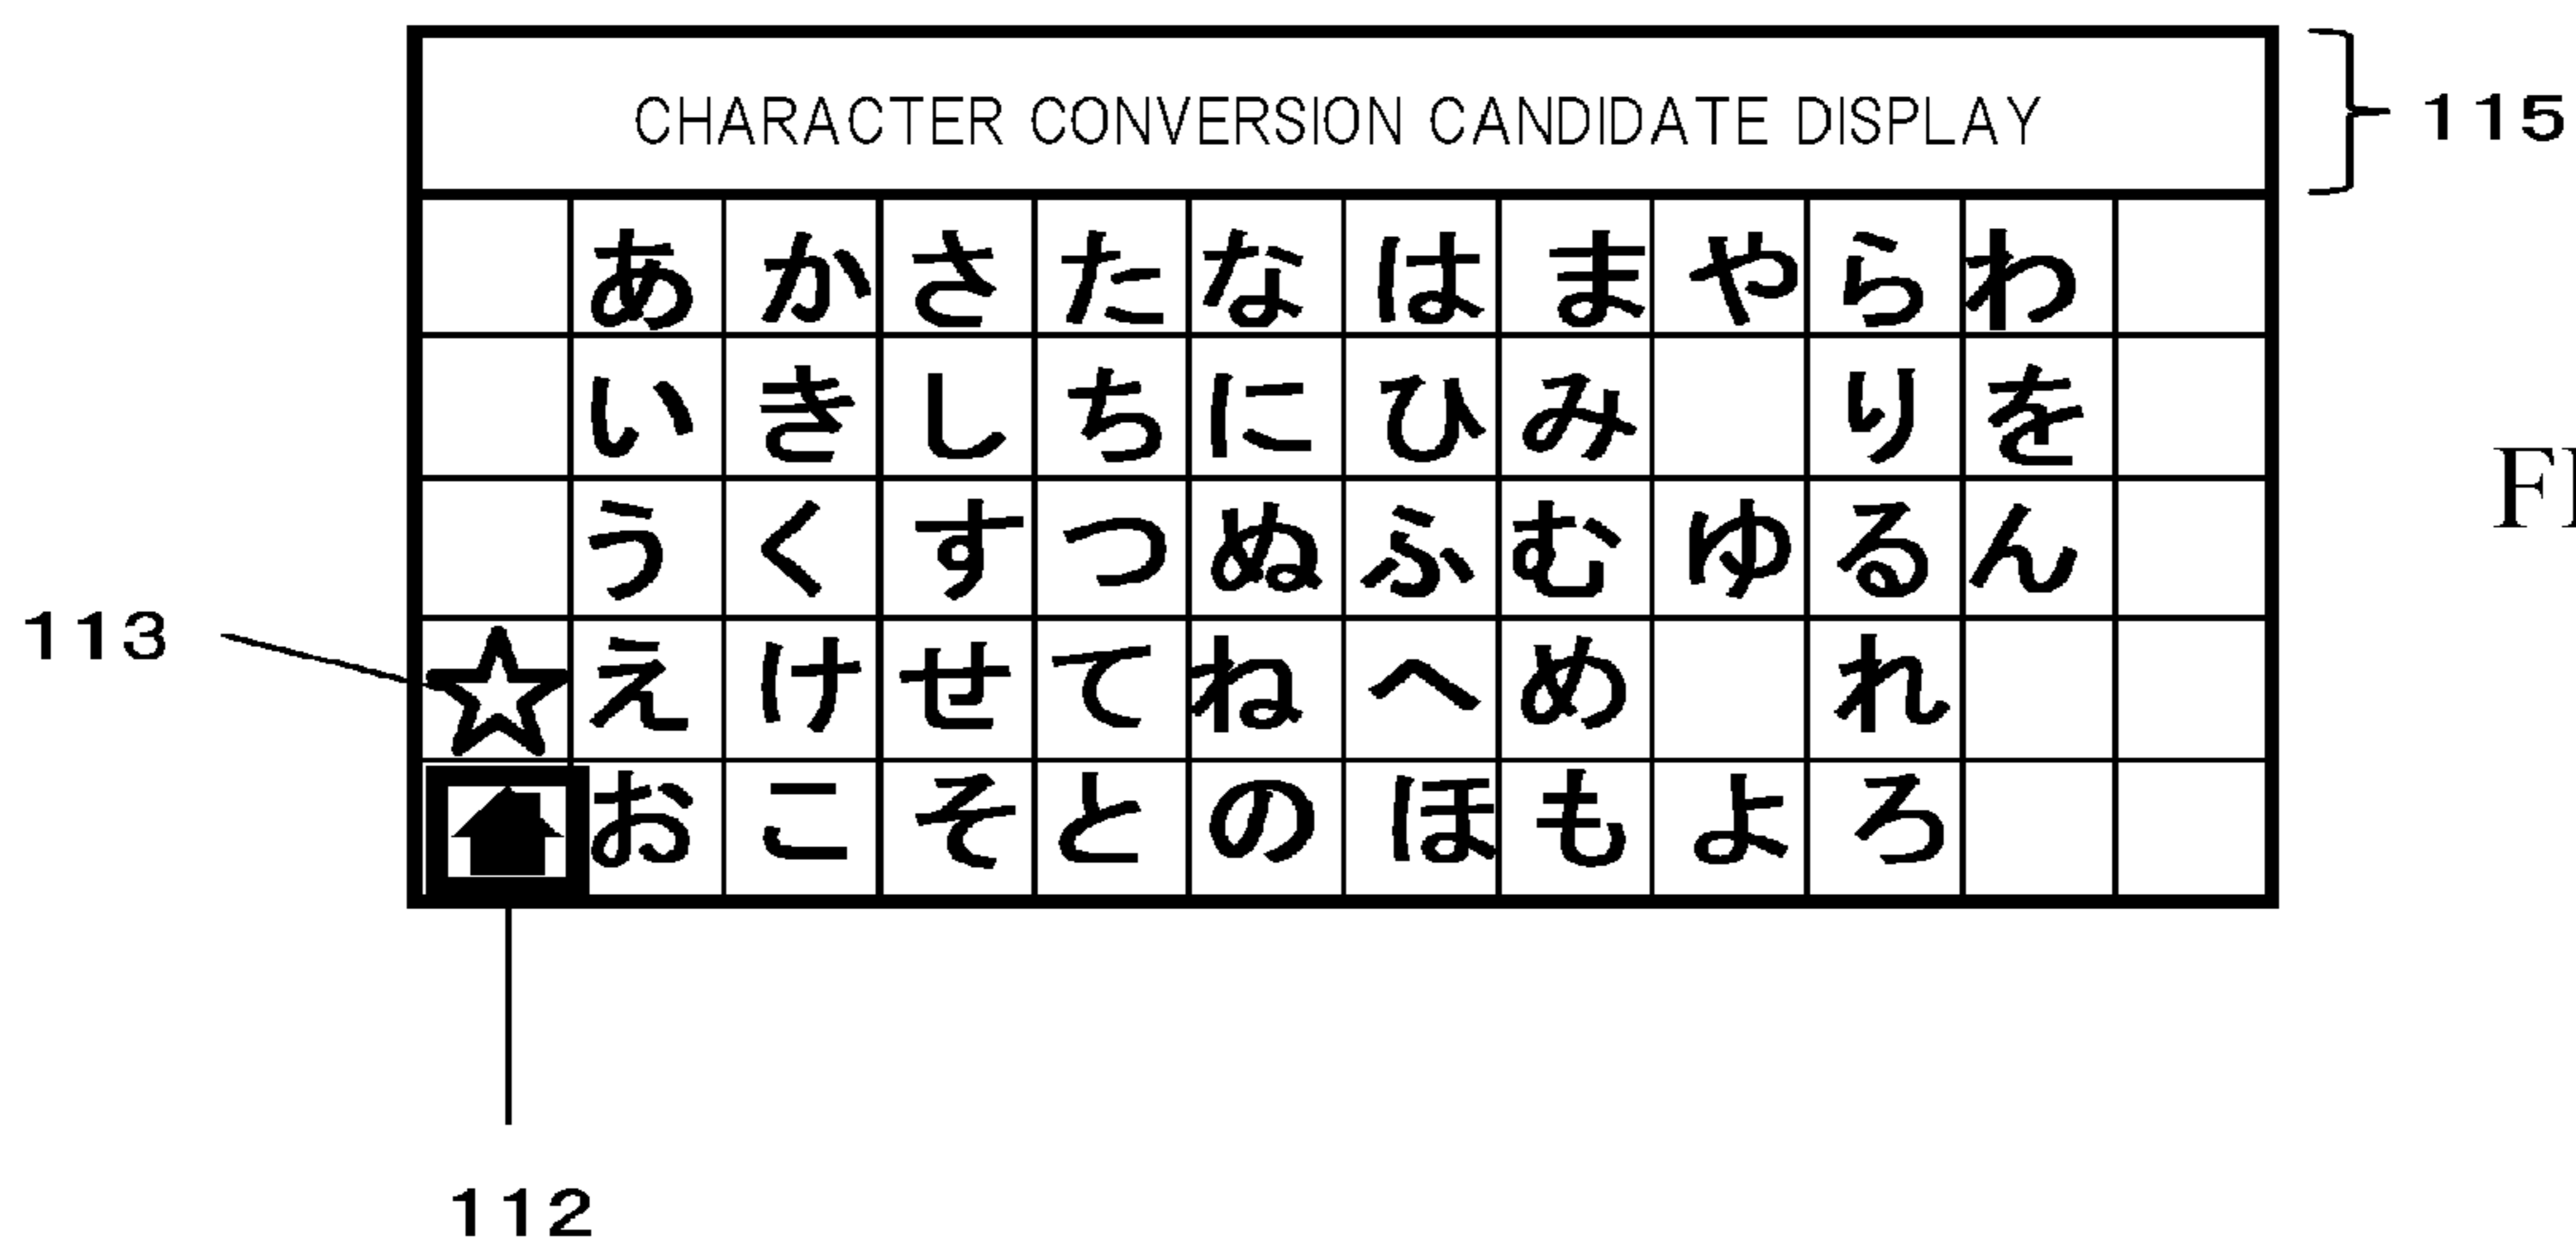 CHARACTER CONVERSION CANDIDATE DISPLAY
115
あかさたなはまやらわ
いきしちにひみ りを
うくすつぬふむゆるん
113
えけせてねへめ れ
おこそとのほもよろ
112